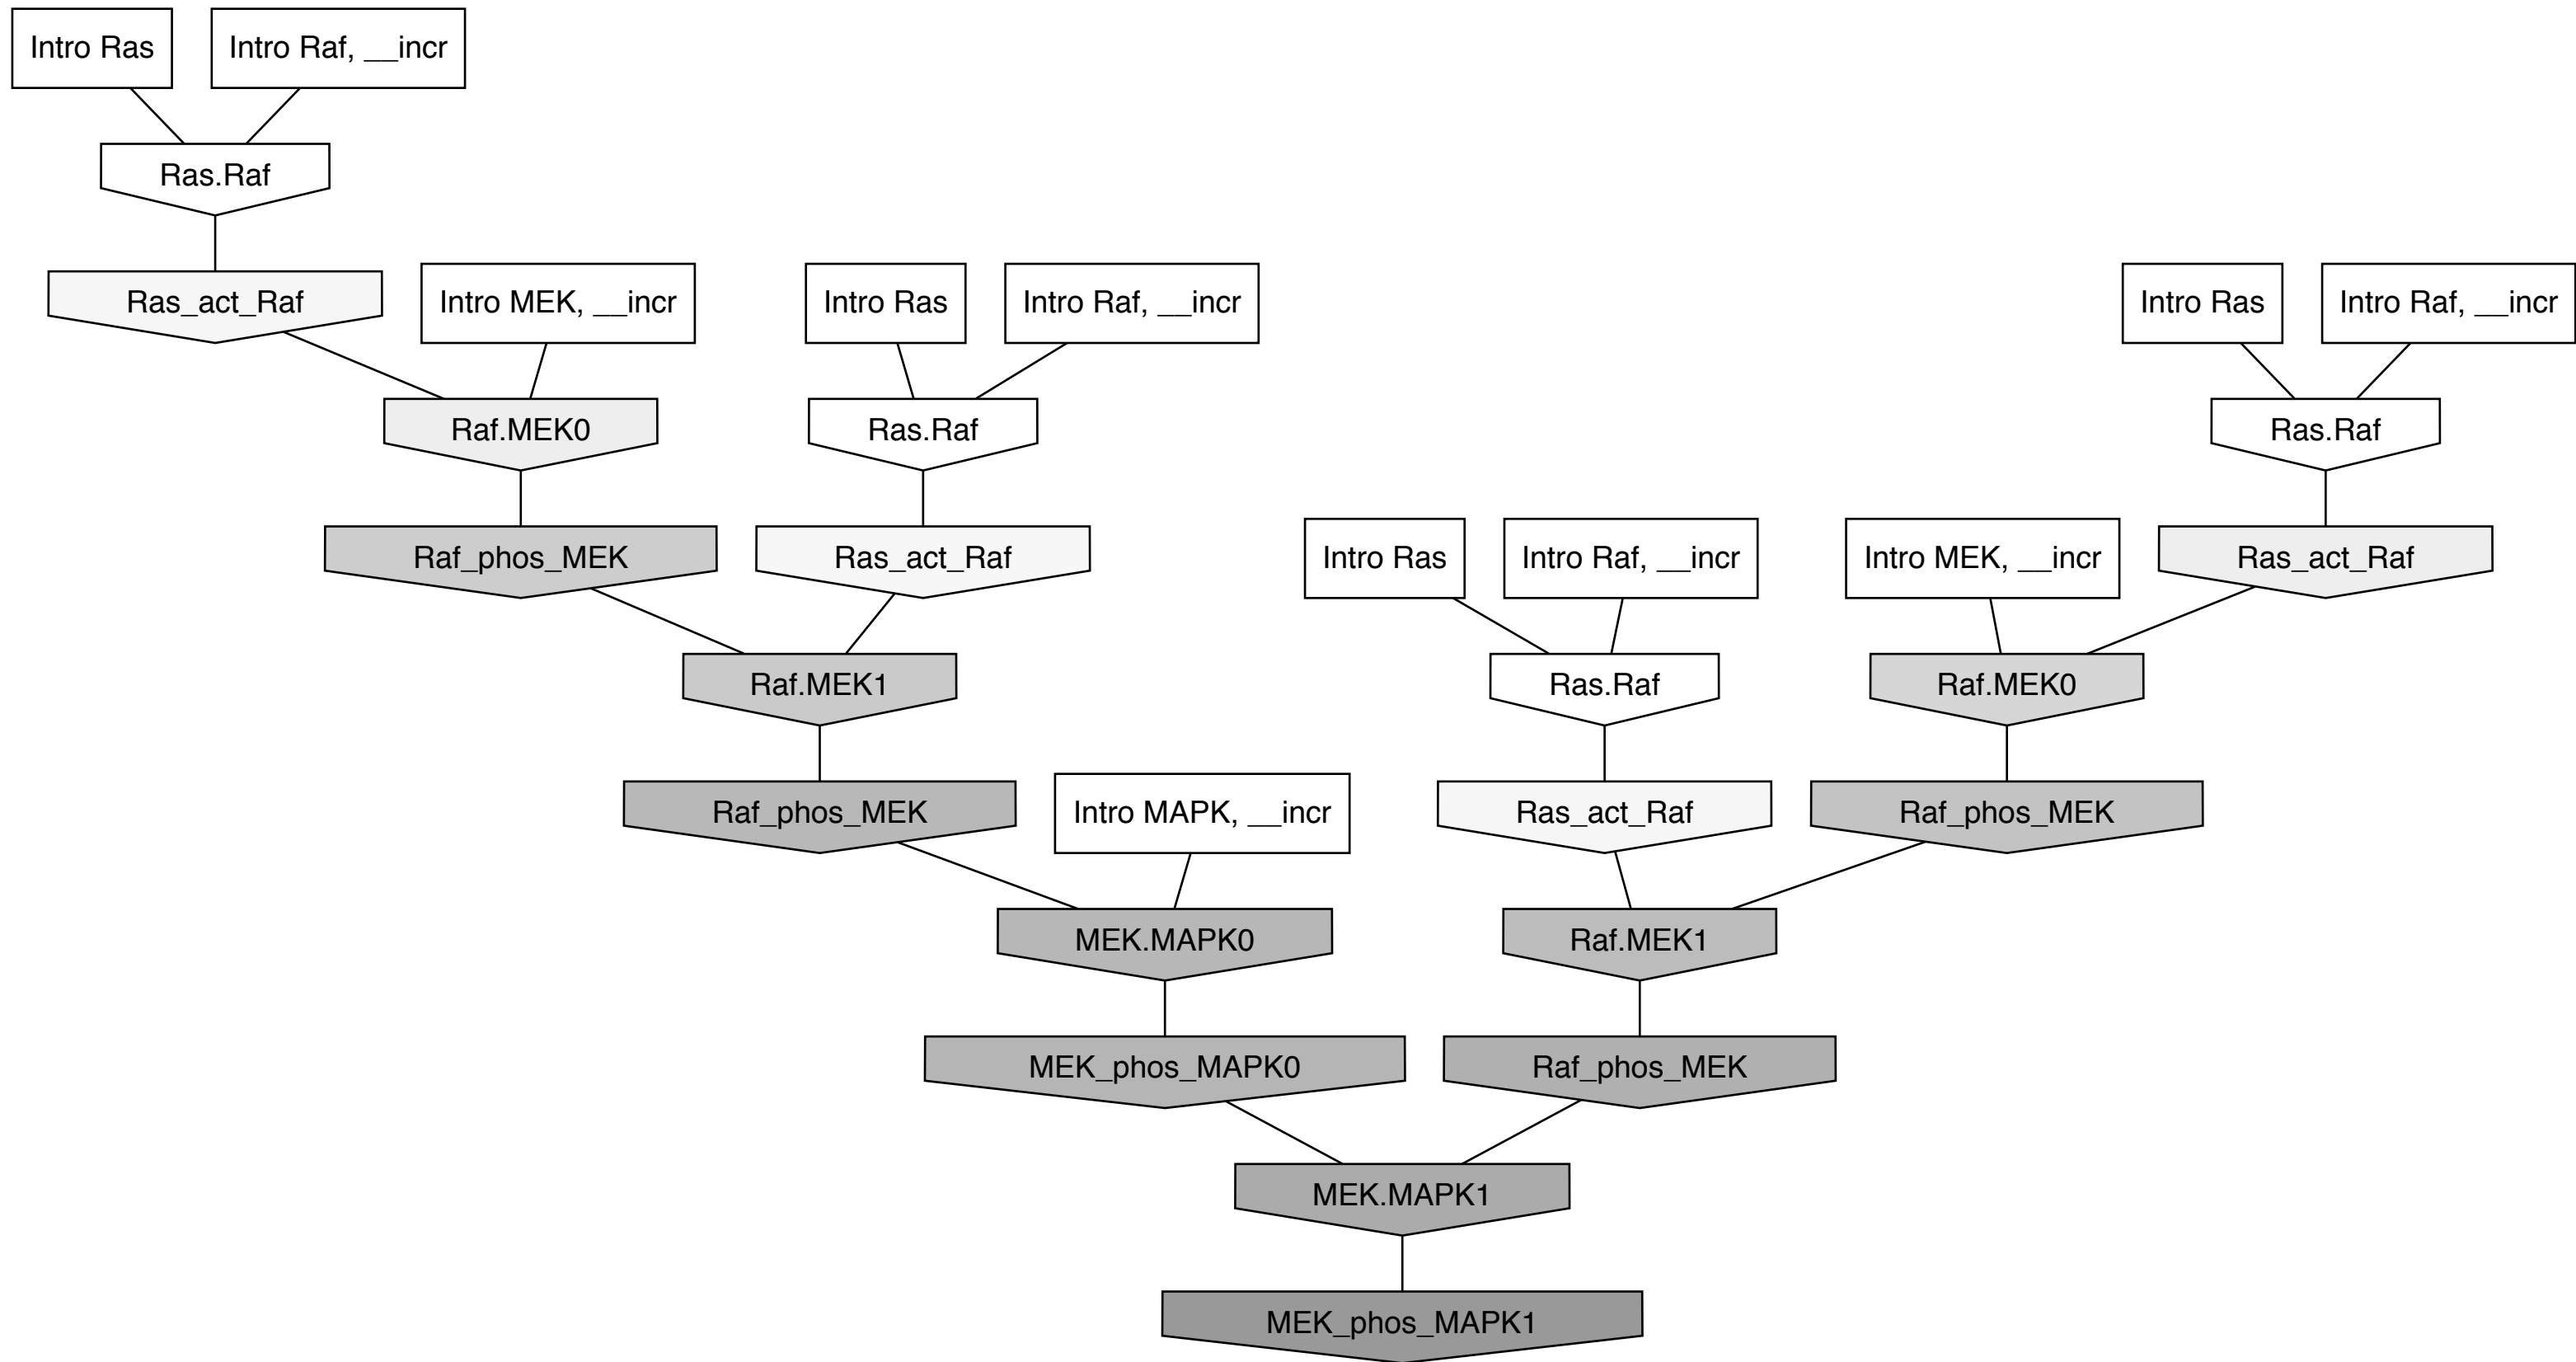 Intro Ras
Intro Raf, __incr
Ras.Raf
Ras_act_Raf
Intro MEK, __incr
Intro Ras
Intro Raf, __incr
Intro Ras
Intro Raf, __incr
Raf.MEK0
Ras.Raf
Ras.Raf
Raf_phos_MEK
Ras_act_Raf
Intro Ras
Intro Raf, __incr
Intro MEK, __incr
Ras_act_Raf
Raf.MEK1
Ras.Raf
Raf.MEK0
Raf_phos_MEK
Intro MAPK, __incr
Ras_act_Raf
Raf_phos_MEK
MEK.MAPK0
Raf.MEK1
MEK_phos_MAPK0
Raf_phos_MEK
MEK.MAPK1
MEK_phos_MAPK1